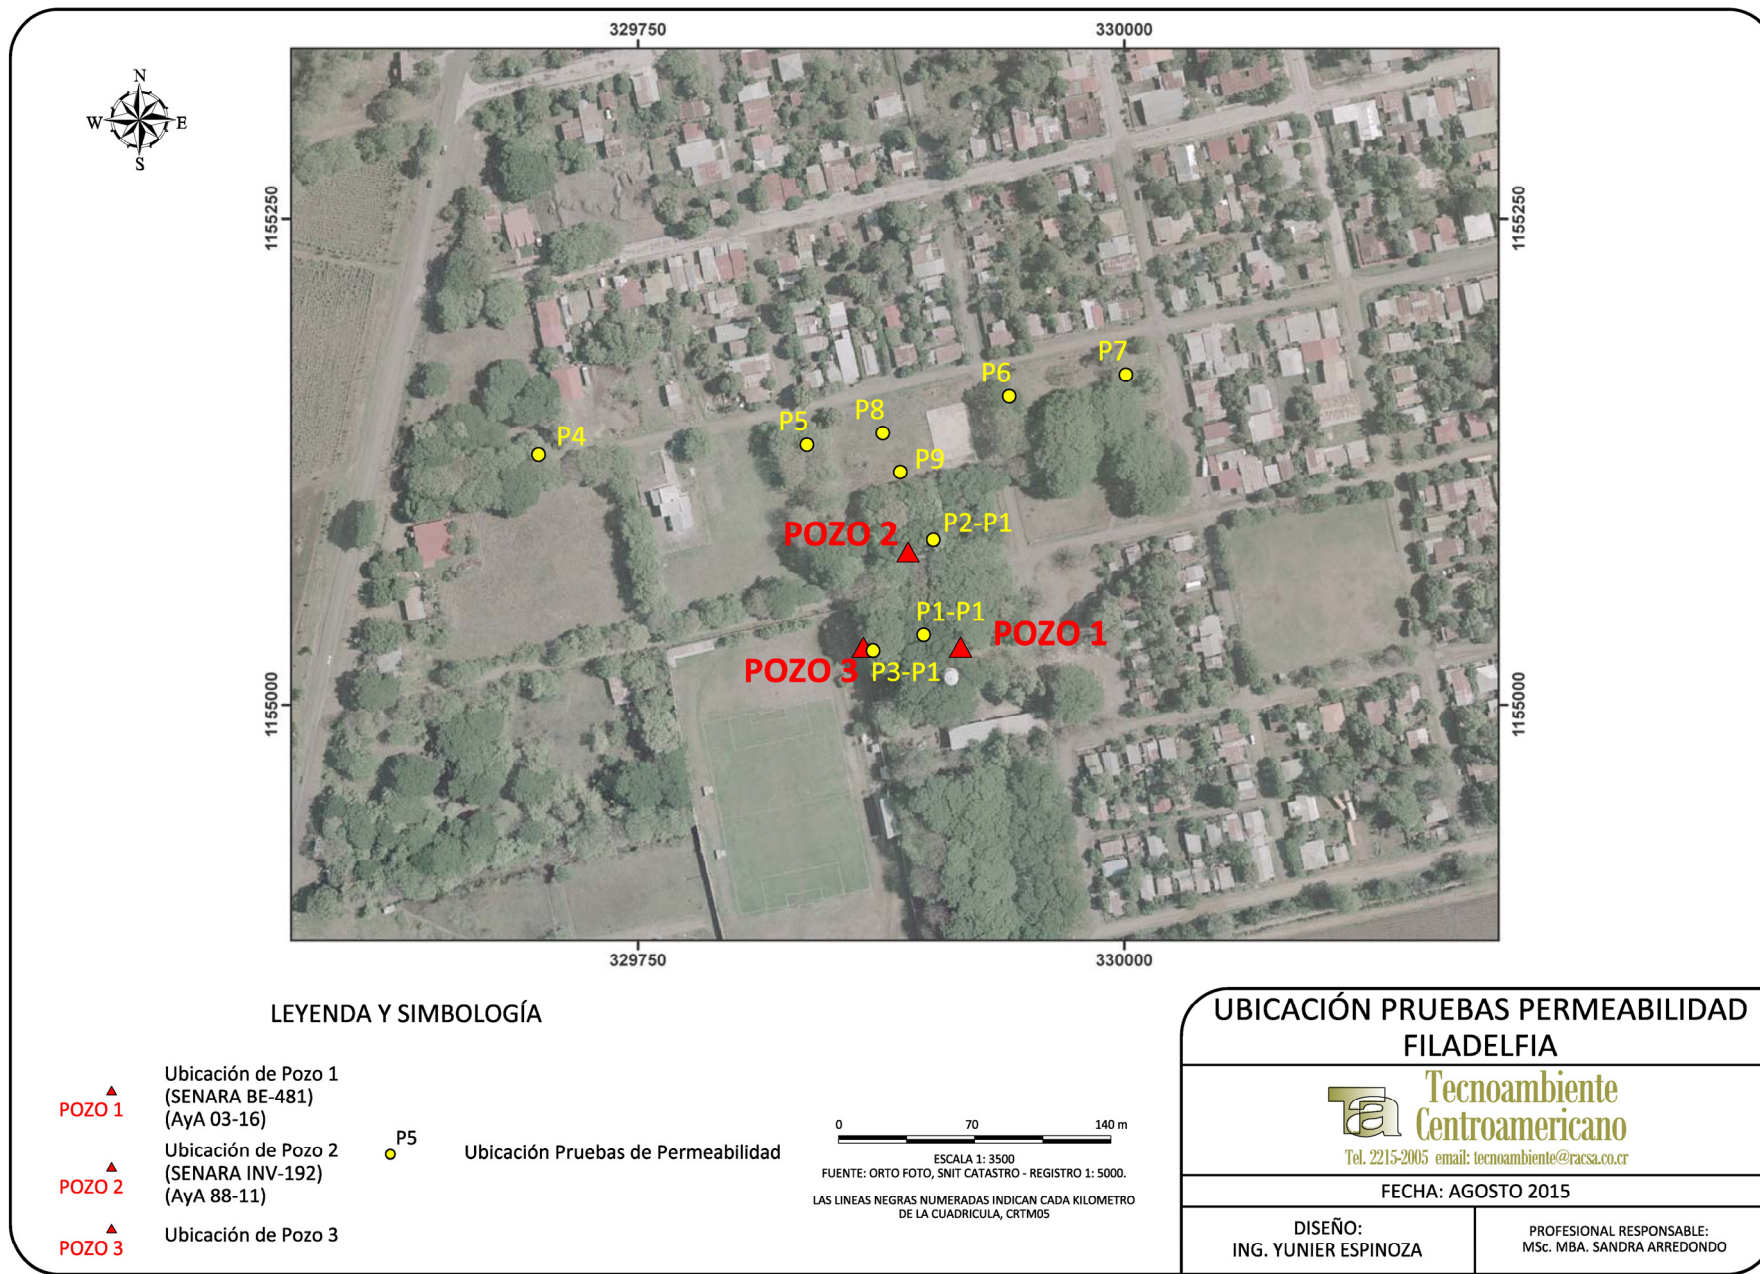 329750
330000
N
W
E
S
1155250
1155250
P7
P6
P8
P5
P4
P9
P2-P1
POZO 2
P1-P1
POZO 1
POZO 3
P3-P1
1155000
1155000
329750
330000
LEYENDA Y SIMBOLOGÍA
POZO 1
Ubicación de Pozo 1
(SENARA BE-481)
(AyA 03-16)
POZO 2
Ubicación de Pozo 2
(SENARA INV-192)
(AyA 88-11)
POZO 3
Ubicación de Pozo 3
P5
Ubicación Pruebas de Permeabilidad
0 70 140 m
ESCALA 1: 3500
FUENTE: ORTO FOTO, SNIT CATASTRO - REGISTRO 1: 5000.
LAS LINEAS NEGRAS NUMERADAS INDICAN CADA KILOMETRO
DE LA CUADRICULA, CRTM05
UBICACIÓN PRUEBAS PERMEABILIDAD
FILADELFIA
Ta
Tecnoambiente
Centroamericano
Tel. 2215-2005 email: tecnoambiente@racsa.co.cr
FECHA: AGOSTO 2015
DISEÑO:
ING. YUNIER ESPINOZA
PROFESIONAL RESPONSABLE:
MSc. MBA. SANDRA ARREDONDO